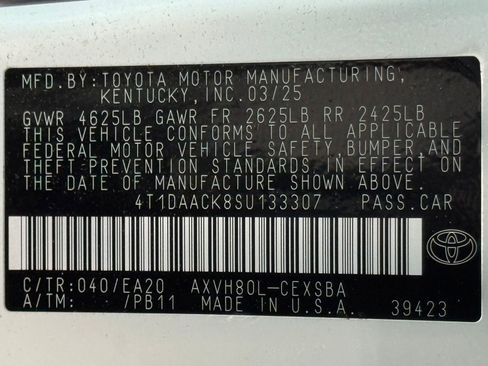 MFD.BY:TOYOTA MOTOR MANUFACTURING,
KENTUCKY, INC.03/25
GVWR 4625LB GAWR FR 2625LB RR 2425LB
THIS VEHICLE CONFORMS TO ALL APPLICABLE
FEDERAL MOTOR VEHICLE SAFETY, BUMPER AND
THEFT PREVENTION STANDARDS IN EFFECT ON
THE DATE OF MANUFACTURE SHOWN ABOVE.
4T1DAACK8SU133307 PASS.CAR
C/TR:040/EA20 AXVH80L-CEXSBA
A/TM: /PB11 MADE IN U.S.A. 39423